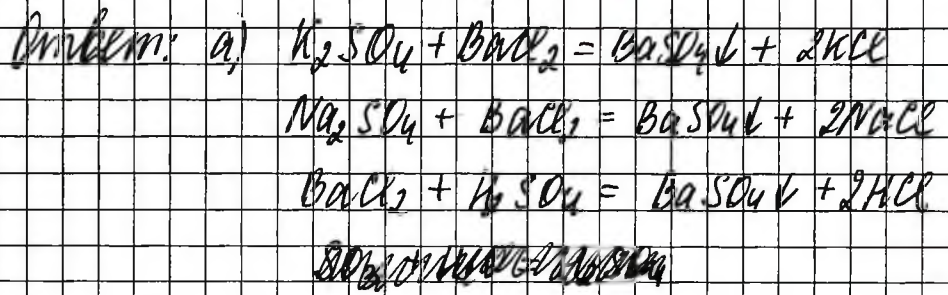 Ответ: а) K₂SO₄ + BaCl₂ = BaSO₄↓ + 2KCl
Na₂SO₄ + BaCl₂ = BaSO₄↓ + 2NaCl
BaCl₂ + H₂SO₄ = BaSO₄↓ + 2HCl